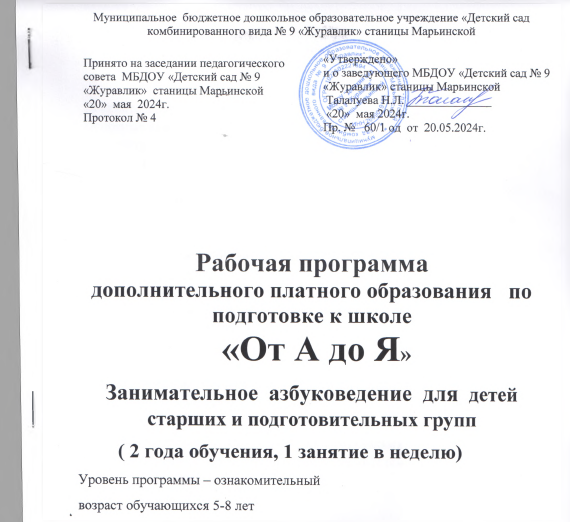 Муниципальное бюджетное дошкольное образовательное учреждение «Детский сад
комбинированного вида № 9 «Журавлик» станицы Марьинской
Принято на заседании педагогического
совета МБДОУ «Детский сад № 9
«Журавлик» станицы Марьинской
«20» мая 2024г.
Протокол № 4
«Утверждено»
и о заведующего МБДОУ «Детский сад № 9
«Журавлик» станицы Марьинской
Талалуева Н.Л.
«20» мая 2024г.
Пр. № 60/1 од от 20.05.2024г.
Рабочая программа
дополнительного платного образования по
подготовке к школе
«От А до Я»
Занимательное азбуковедение для детей
старших и подготовительных групп
( 2 года обучения, 1 занятие в неделю)
Уровень программы – ознакомительный
возраст обучающихся 5-8 лет